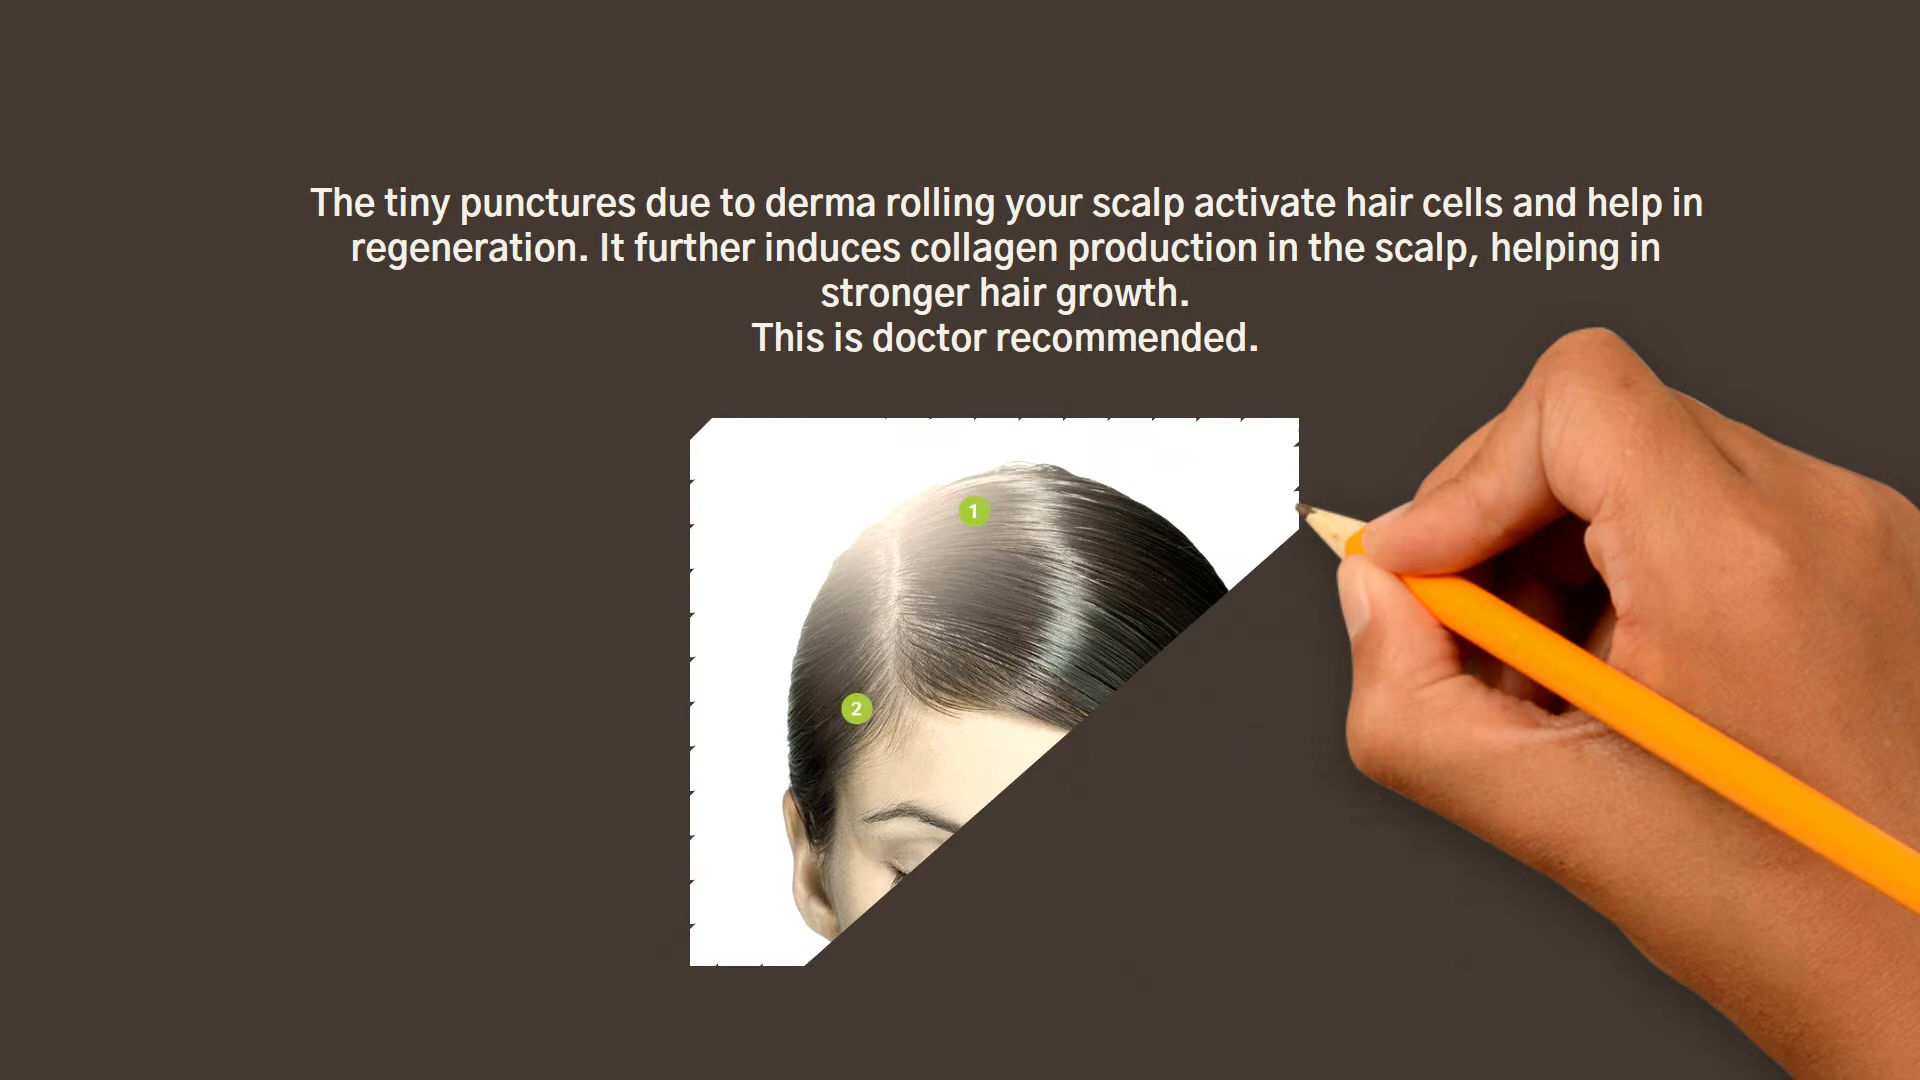 The tiny punctures due to derma rolling your scalp activate hair cells and help in
regeneration. It further induces collagen production in the scalp, helping in
stronger hair growth.
This is doctor recommended.
1
2